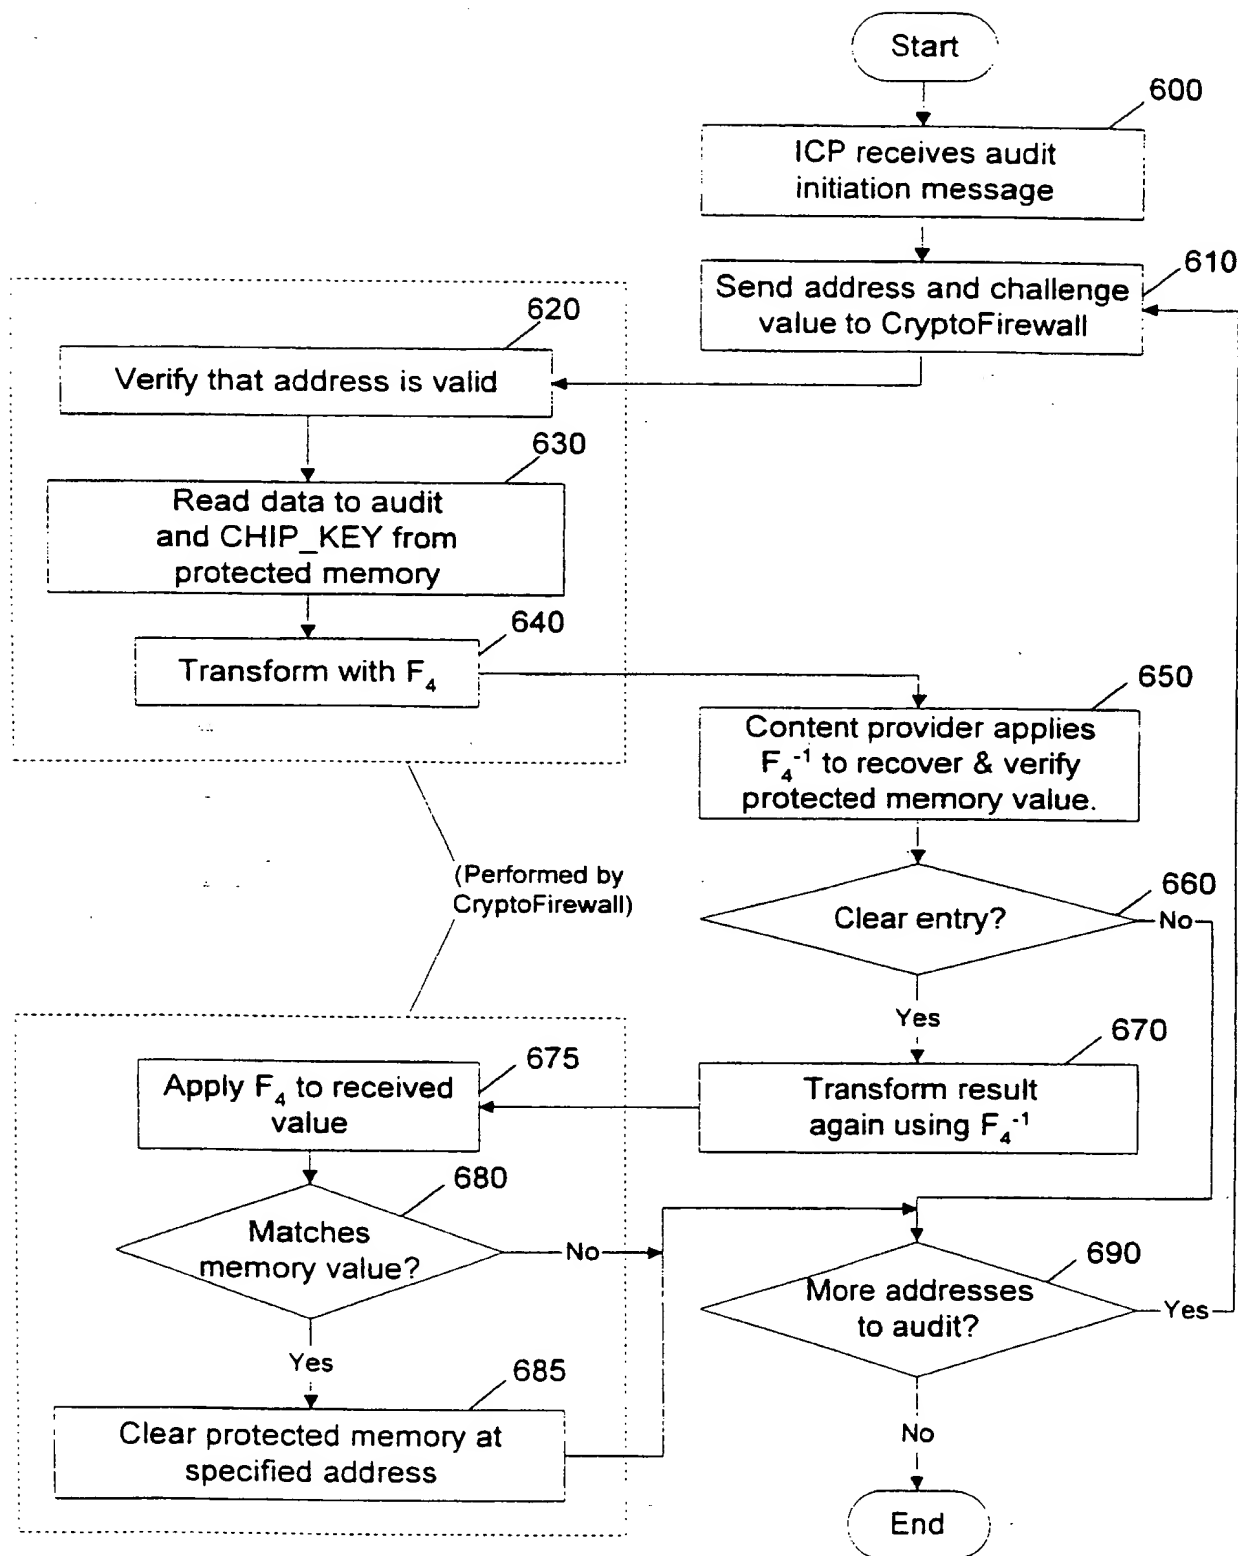 Start
600
ICP receives audit
initiation message
610
Send address and challenge
value to CryptoFirewall
620
Verify that address is valid
630
Read data to audit
and CHIP_KEY from
protected memory
640
Transform with F₄
650
Content provider applies
F₄⁻¹ to recover & verify
protected memory value.
(Performed by
CryptoFirewall)
660
Clear entry?
No
Yes
670
Transform result
again using F₄⁻¹
675
Apply F₄ to received
value
680
Matches
memory value?
No
Yes
685
Clear protected memory at
specified address
690
More addresses
to audit?
Yes
No
End